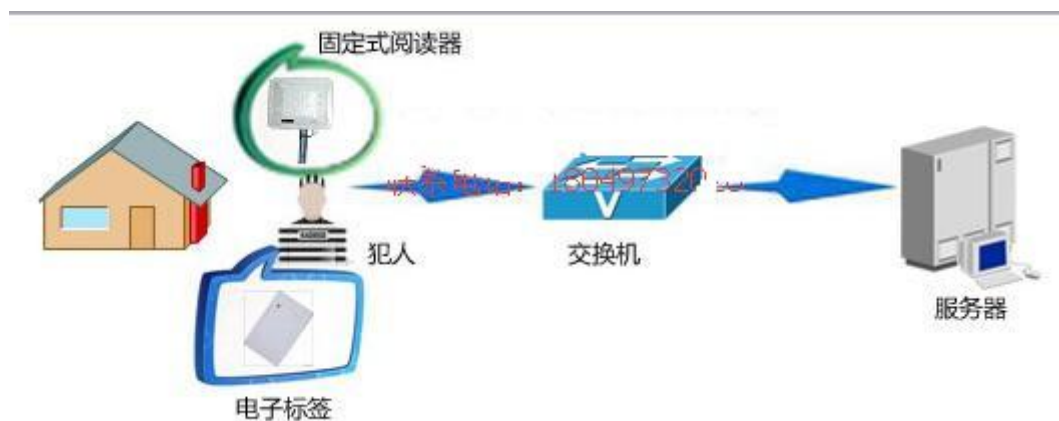 固定式阅读器
犯人
交换机
服务器
电子标签